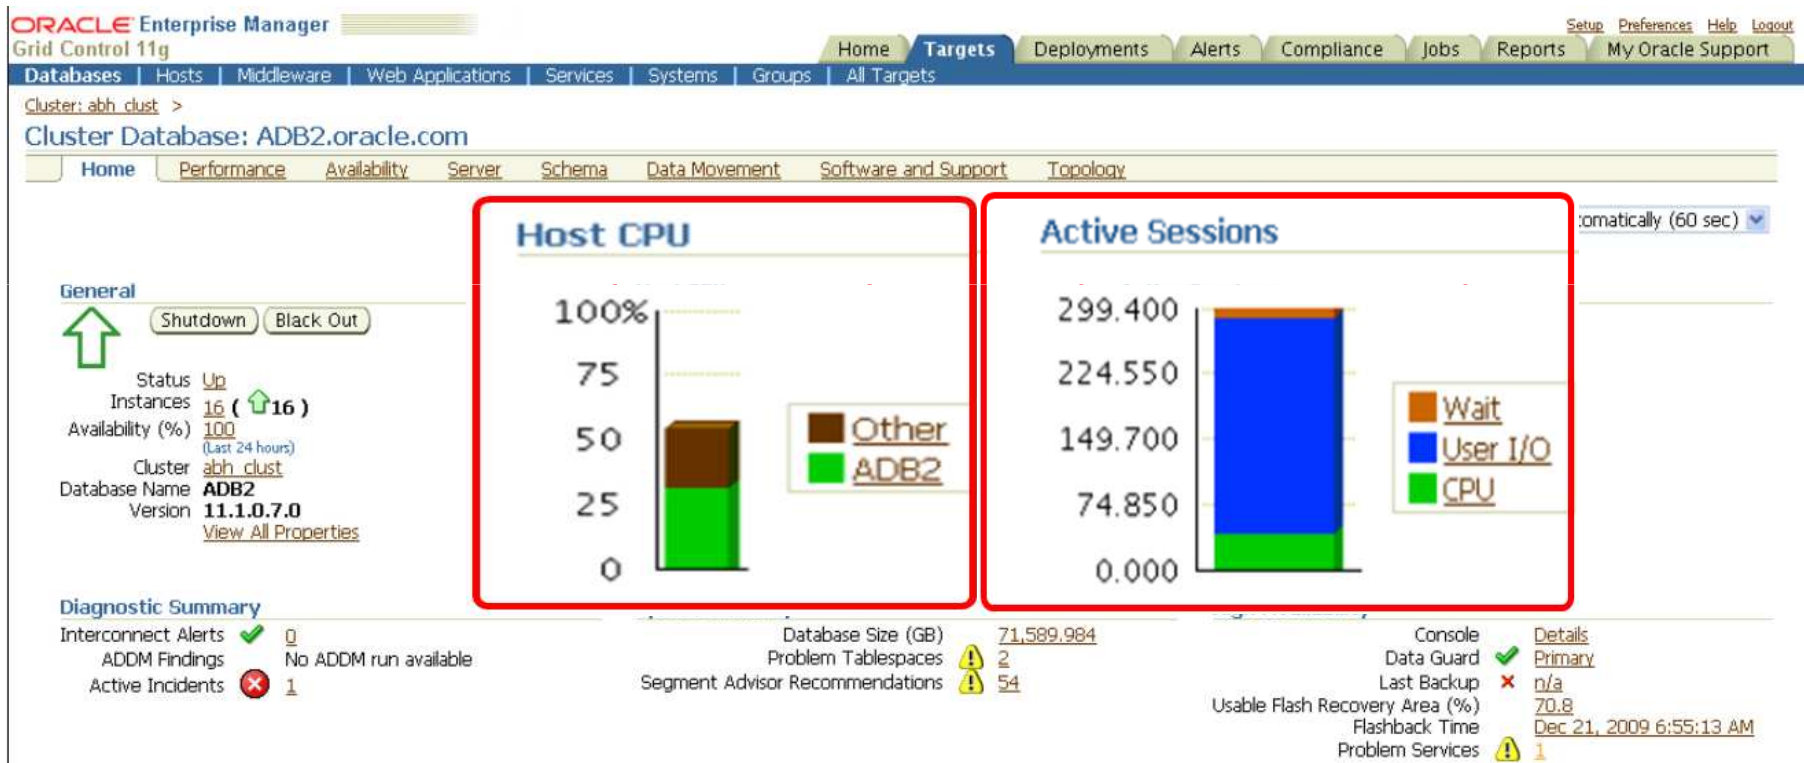 ORACLE Enterprise Manager
Grid Control 11g
Setup Preferences Help Logout
Home Targets Deployments Alerts Compliance Jobs Reports My Oracle Support
Databases | Hosts | Middleware | Web Applications | Services | Systems | Groups | All Targets
Cluster: abh_clust >
Cluster Database: ADB2.oracle.com
Home Performance Availability Server Schema Data Movement Software and Support Topology
omatically (60 sec)
General
Shutdown Black Out
Status Up
Instances 16 ( 16 )
Availability (%) 100
(Last 24 hours)
Cluster abh_clust
Database Name ADB2
Version 11.1.0.7.0
View All Properties
Host CPU
100%
75
50
25
0
Other
ADB2
Active Sessions
299.400
224.550
149.700
74.850
0.000
Wait
User I/O
CPU
Diagnostic Summary
Interconnect Alerts 0
ADDM Findings No ADDM run available
Active Incidents 1
Database Size (GB) 71,589.984
Problem Tablespaces 2
Segment Advisor Recommendations 54
Console Details
Data Guard Primary
Last Backup n/a
Usable Flash Recovery Area (%) 70.8
Flashback Time Dec 21, 2009 6:55:13 AM
Problem Services 1